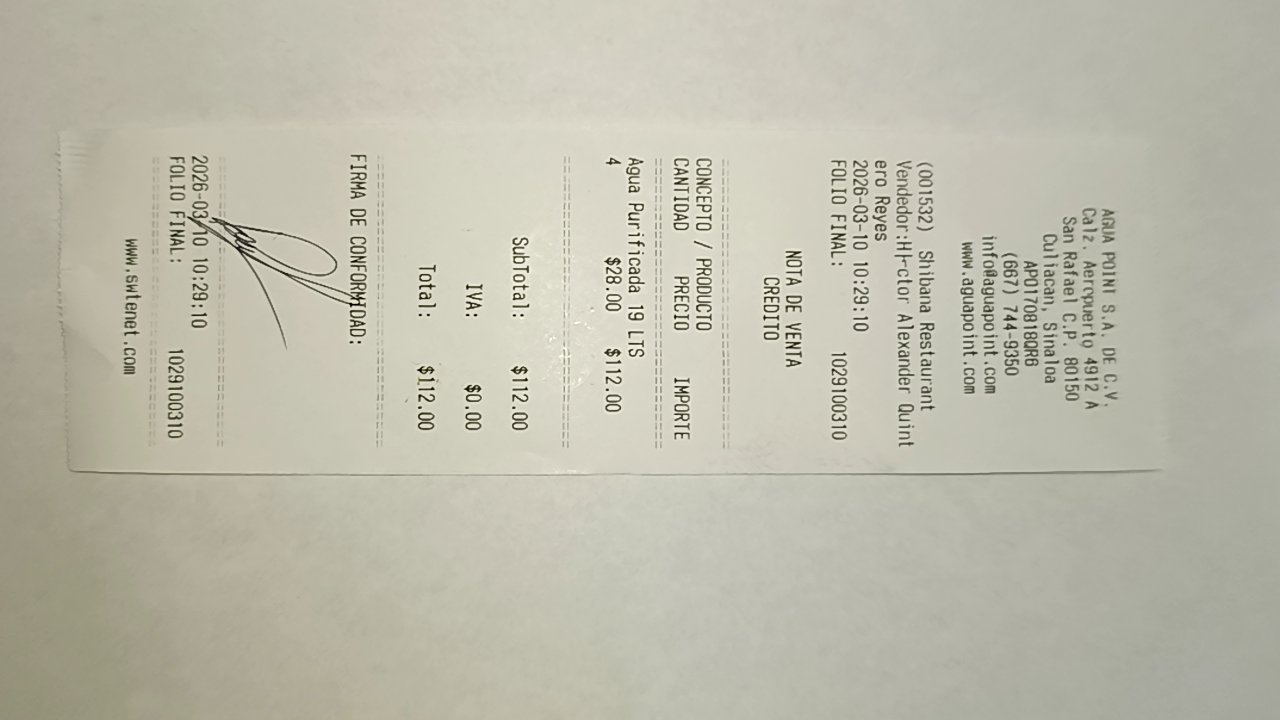 AGUA POINT S.A. DE C.V.
Calz. Aeropuerto 4912 A
San Rafael C.P. 80150
Culiacan, Sinaloa
APO170818QR6
(667) 744-9350
info@aguapoint.com
www.aguapoint.com
(001532) Shibana Restaurant
Vendedor:H├ctor Alexander Quint
ero Reyes
2026-03-10 10:29:10
FOLIO FINAL: 1029100310
NOTA DE VENTA
CREDITO
CONCEPTO / PRODUCTO
CANTIDAD PRECIO IMPORTE
Agua Purificada 19 LTS
4 $28.00 $112.00
SubTotal: $112.00
IVA: $0.00
Total: $112.00
FIRMA DE CONFORMIDAD:
2026-03-10 10:29:10
FOLIO FINAL: 1029100310
www.swtenet.com